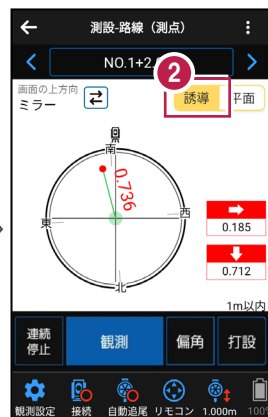 測設-路線（測点）
NO.1+2.
2
画面の上方向
ミラー
誘導
平面
南
0.736
東
西
0.185
北
0.712
1m以内
連続
停止
観測
偏角
打設
観測設定 接続 自動追尾 リモコン 1.000m 100%